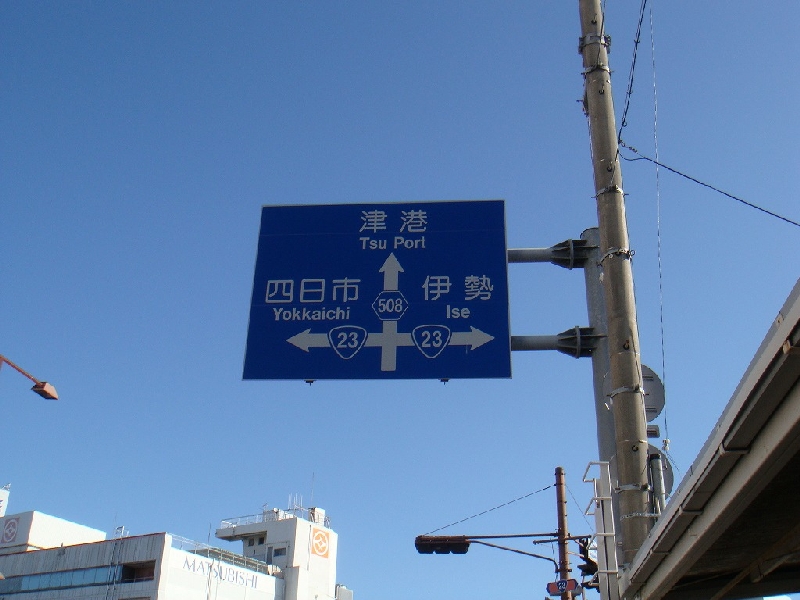 津港
Tsu Port
四日市
Yokkaichi
伊勢
Ise
508
23
23
MATSUBISHI